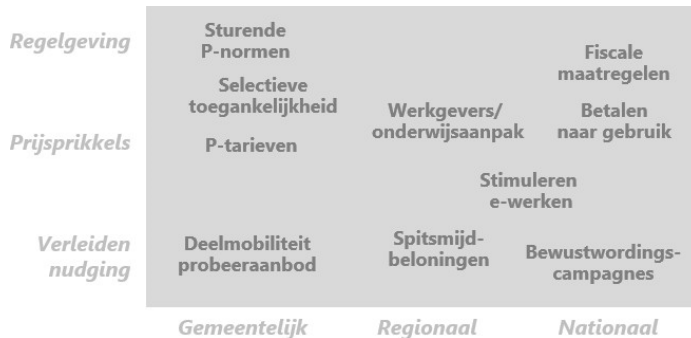 Regelgeving
Sturende
P-normen
Fiscale
maatregelen
Selectieve
toegankelijkheid
Werkgevers/
onderwijsaanpak
Betalen
naar gebruik
Prijsprikkels
P-tarieven
Stimuleren
e-werken
Verleiden
nudging
Deelmobiliteit
probeeraanbod
Spitsmijd-
beloningen
Bewustwordings-
campagnes
Gemeentelijk
Regionaal
Nationaal